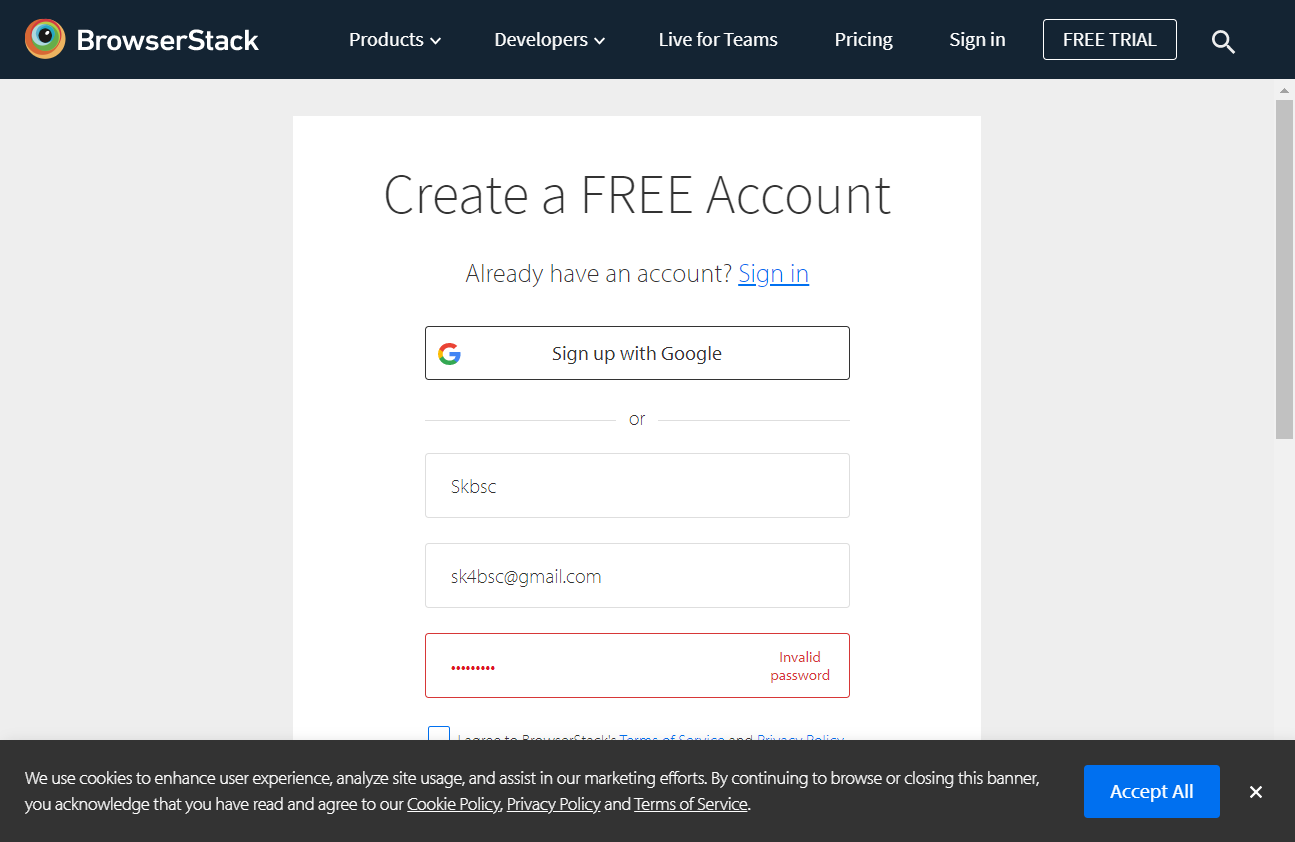 BrowserStack
Products
Developers
Live for Teams
Pricing
Sign in
FREE TRIAL
Create a FREE Account
Already have an account? Sign in
Sign up with Google
or
Skbsc
sk4bsc@gmail.com
•••••••••
Invalid
password
I agree to BrowserStack's Terms of Service and Privacy Policy
We use cookies to enhance user experience, analyze site usage, and assist in our marketing efforts. By continuing to browse or closing this banner,
you acknowledge that you have read and agree to our Cookie Policy, Privacy Policy and Terms of Service.
Accept All